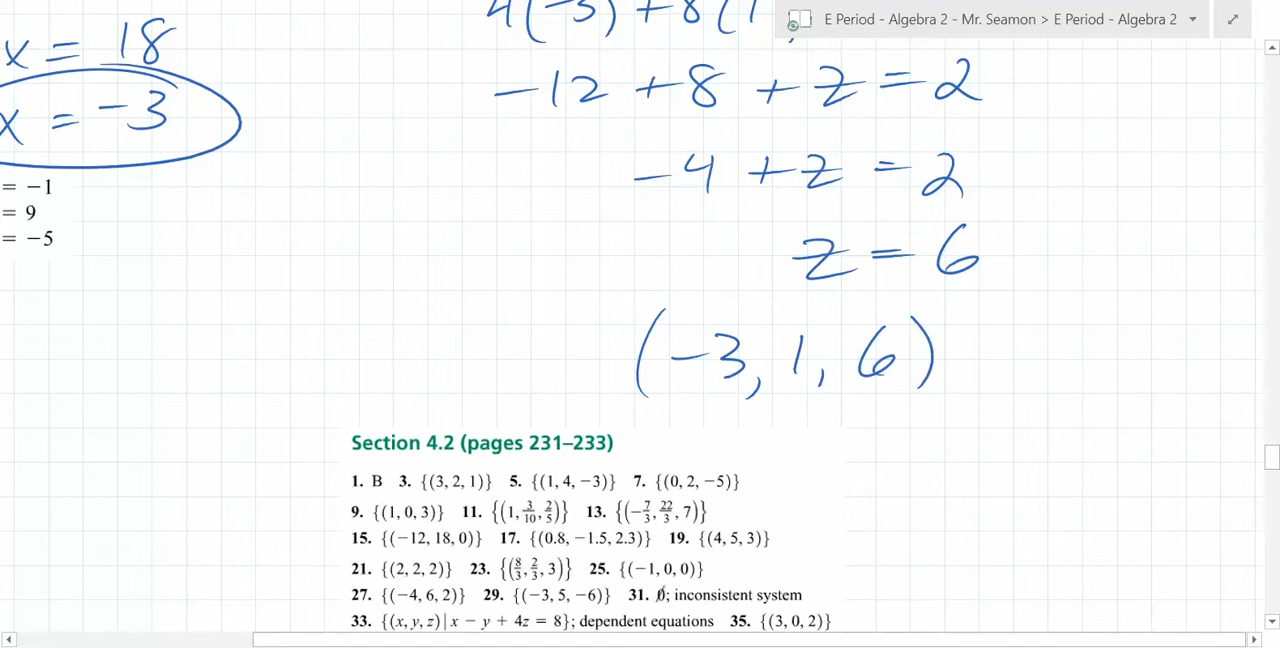 4(-3) + 8(1
E Period - Algebra 2 - Mr. Seamon > E Period - Algebra 2
x = 18
-12 + 8 + z = 2
x = -3
-4 + z = 2
= -1
= 9
= -5
z = 6
(-3, 1, 6)
Section 4.2 (pages 231–233)
1. B 3. {(3, 2, 1)} 5. {(1, 4, −3)} 7. {(0, 2, −5)}
9. {(1, 0, 3)} 11. {(1, 3/10, 2/5)} 13. {(−7/3, 22/3, 7)}
15. {(−12, 18, 0)} 17. {(0.8, −1.5, 2.3)} 19. {(4, 5, 3)}
21. {(2, 2, 2)} 23. {(8/3, 2/3, 3)} 25. {(−1, 0, 0)}
27. {(−4, 6, 2)} 29. {(−3, 5, −6)} 31. ∅; inconsistent system
33. {(x, y, z) | x − y + 4z = 8}; dependent equations 35. {(3, 0, 2)}